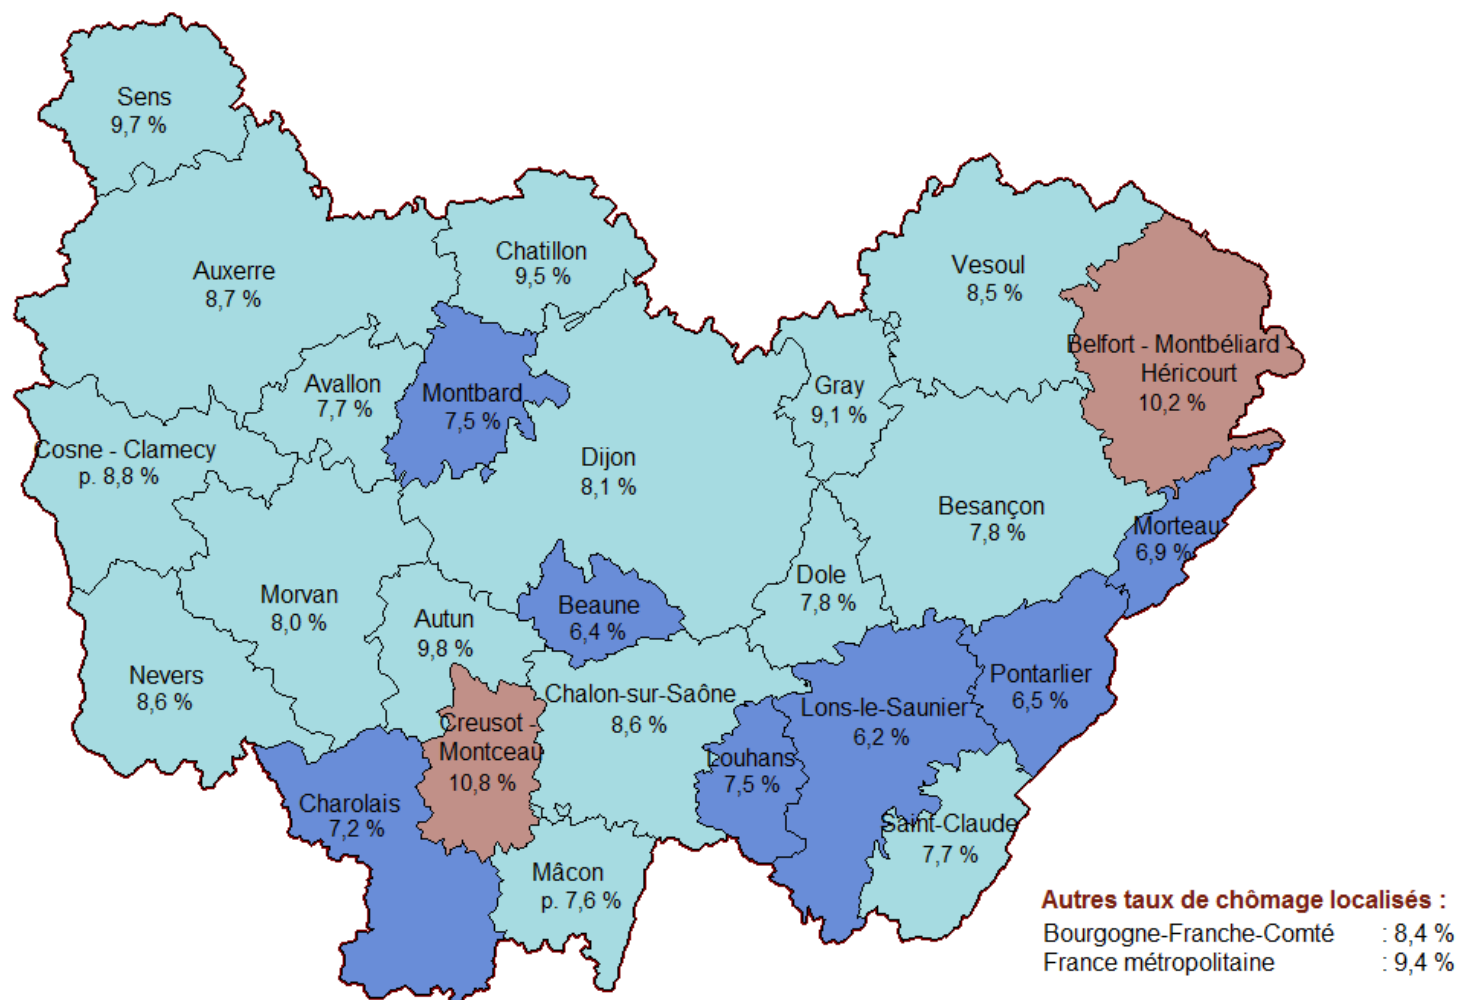 Sens
9,7 %
Auxerre
8,7 %
Chatillon
9,5 %
Vesoul
8,5 %
Belfort - Montbéliard -
Héricourt
10,2 %
Avallon
7,7 %
Montbard
7,5 %
Gray
9,1 %
Cosne - Clamecy
p. 8,8 %
Dijon
8,1 %
Besançon
7,8 %
Morteau
6,9 %
Morvan
8,0 %
Autun
9,8 %
Beaune
6,4 %
Dole
7,8 %
Nevers
8,6 %
Chalon-sur-Saône
8,6 %
Pontarlier
6,5 %
Lons-le-Saunier
6,2 %
Creusot -
Montceau
10,8 %
Louhans
7,5 %
Charolais
7,2 %
Saint-Claude
7,7 %
Mâcon
p. 7,6 %
Autres taux de chômage localisés :
Bourgogne-Franche-Comté : 8,4 %
France métropolitaine : 9,4 %